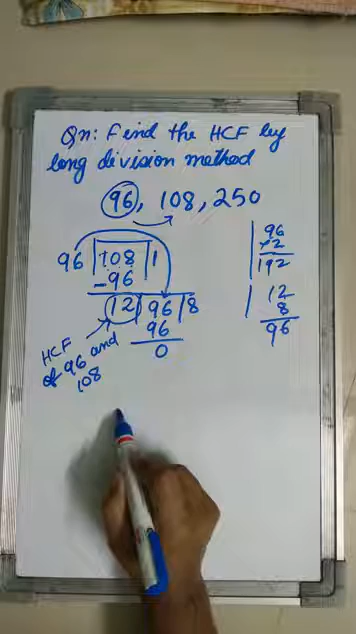 Qn: Find the HCF by
long division method
96, 108, 250
96 108 1
-96
12 96 8
96
0
HCF
of 96 and
108
96
×2
192
12
8
96